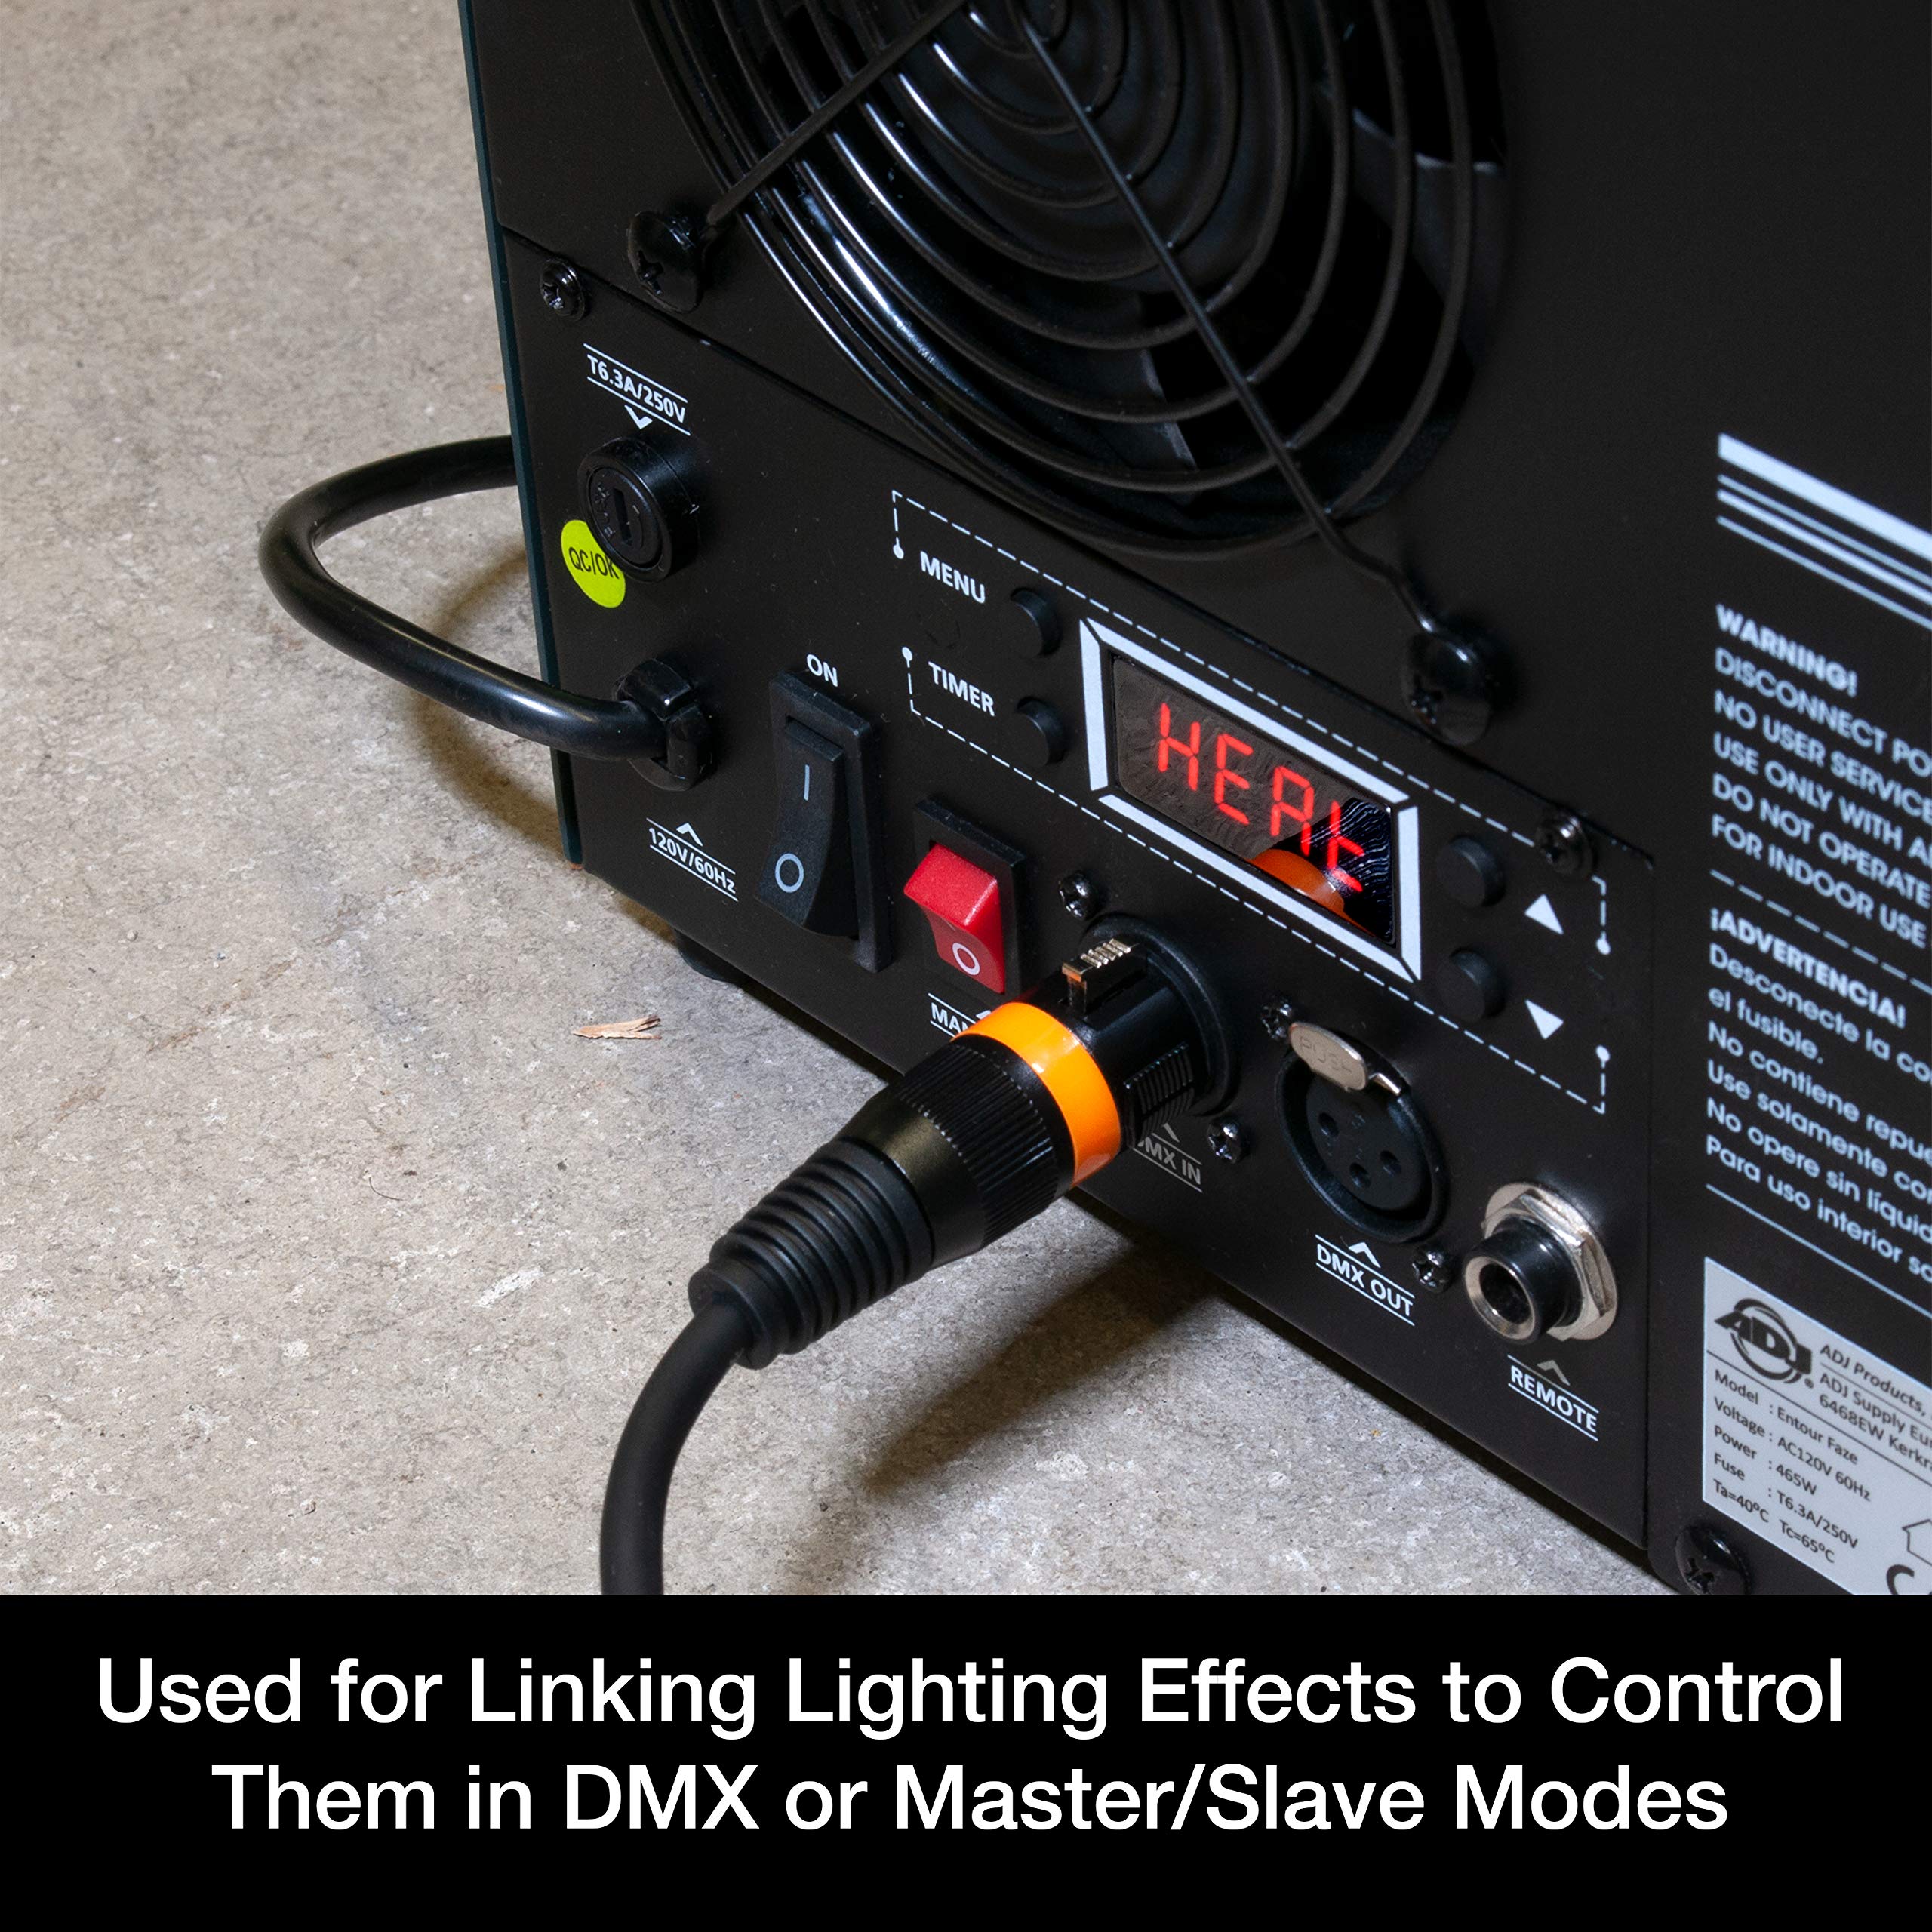 T6.3A/250V
QC/OK
MENU
TIMER
ON
I
O
120V/60Hz
O
HEAt
PUSH
DMX IN
DMX OUT
REMOTE
WARNING!
DISCONNECT
NO USER
USE ONLY WITH
DO NOT OPERATE
FOR INDOOR USE
¡ADVERTENCIA!
Desconecte la
el fusible.
No contiene
Use solamente
No opere sin
Para uso interior
ADJ
ADJ Products,
ADJ Supply
6468EW
Model : Entour Faze
Voltage : AC120V 60Hz
Power : 465W
Fuse : T6.3A/250V
Ta=40°C Tc=65°C
Used for Linking Lighting Effects to Control
Them in DMX or Master/Slave Modes